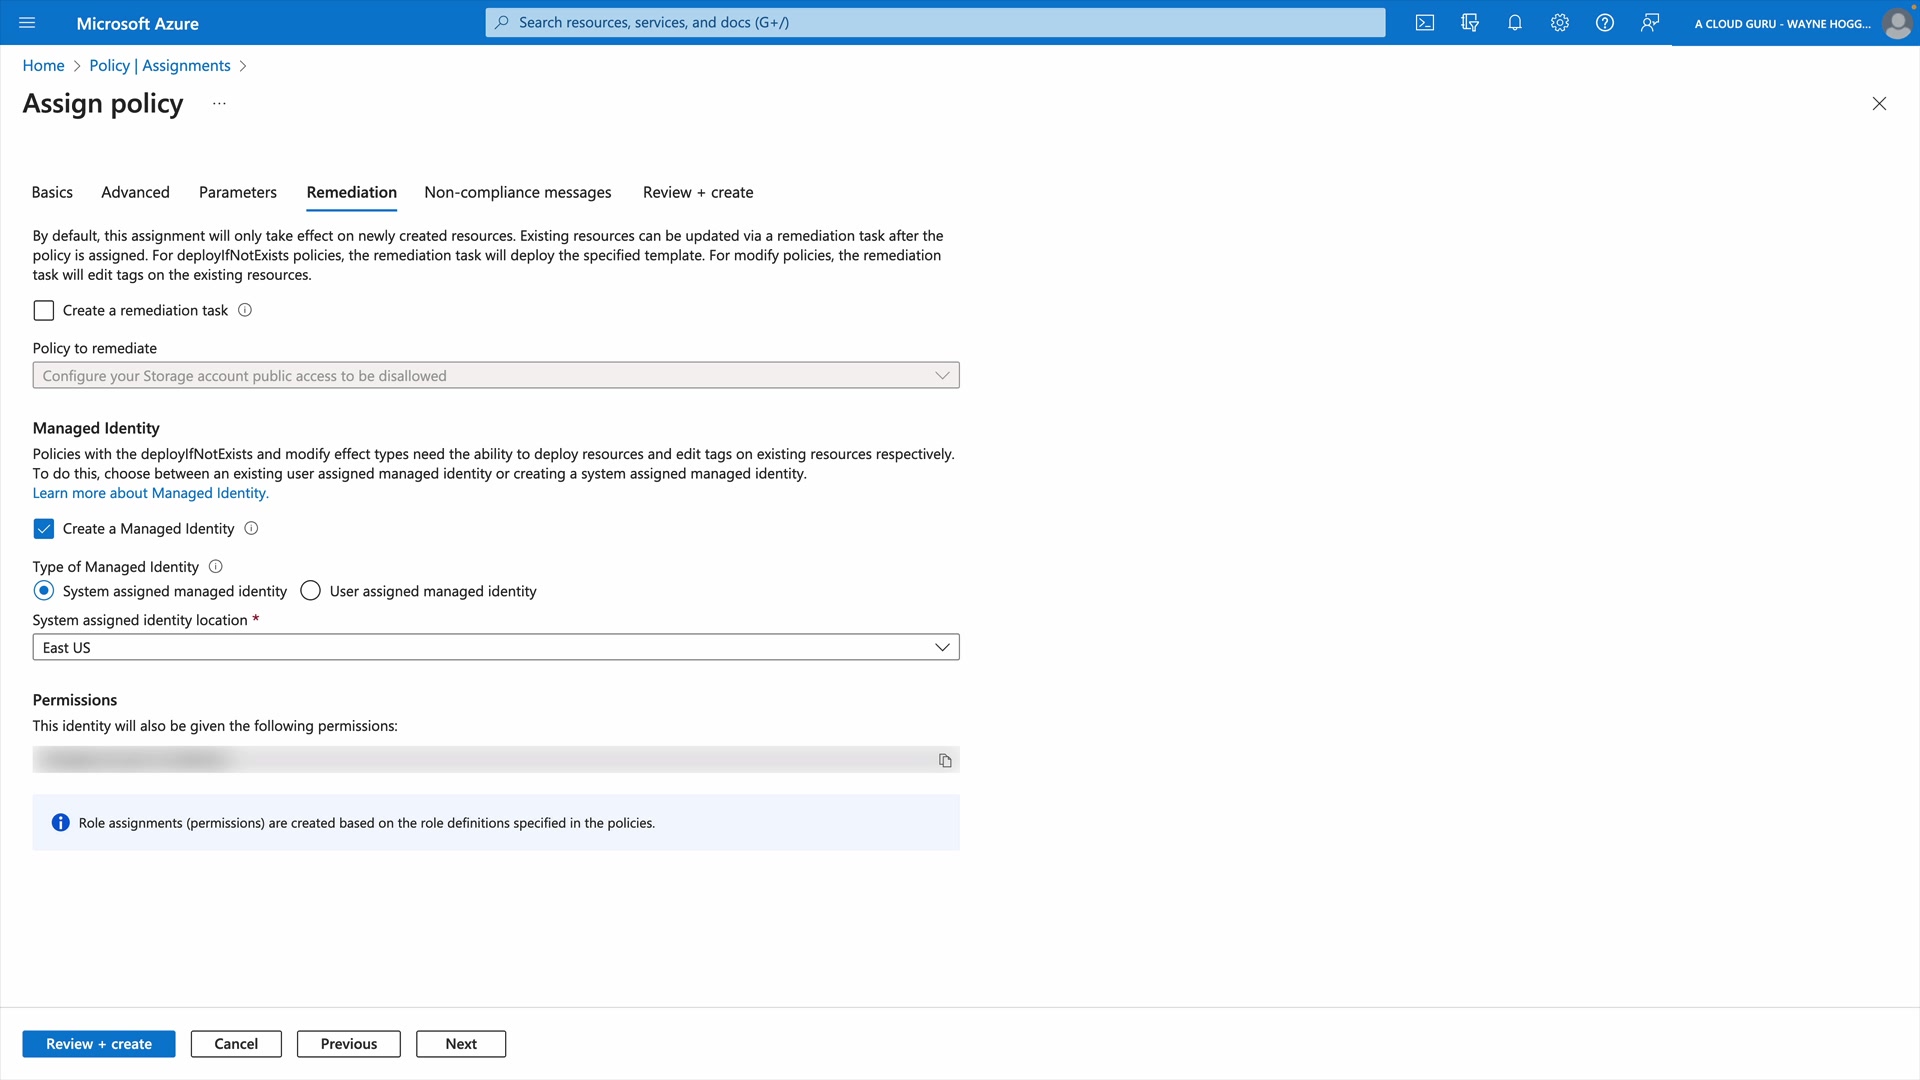 Microsoft Azure
Search resources, services, and docs (G+/)
A CLOUD GURU - WAYNE HOGG...
Home > Policy | Assignments >
Assign policy ...
Basics Advanced Parameters Remediation Non-compliance messages Review + create
By default, this assignment will only take effect on newly created resources. Existing resources can be updated via a remediation task after the
policy is assigned. For deployIfNotExists policies, the remediation task will deploy the specified template. For modify policies, the remediation
task will edit tags on the existing resources.
Create a remediation task
Policy to remediate
Configure your Storage account public access to be disallowed
Managed Identity
Policies with the deployIfNotExists and modify effect types need the ability to deploy resources and edit tags on existing resources respectively.
To do this, choose between an existing user assigned managed identity or creating a system assigned managed identity.
Learn more about Managed Identity.
Create a Managed Identity
Type of Managed Identity
System assigned managed identity User assigned managed identity
System assigned identity location *
East US
Permissions
This identity will also be given the following permissions:
Role assignments (permissions) are created based on the role definitions specified in the policies.
Review + create Cancel Previous Next